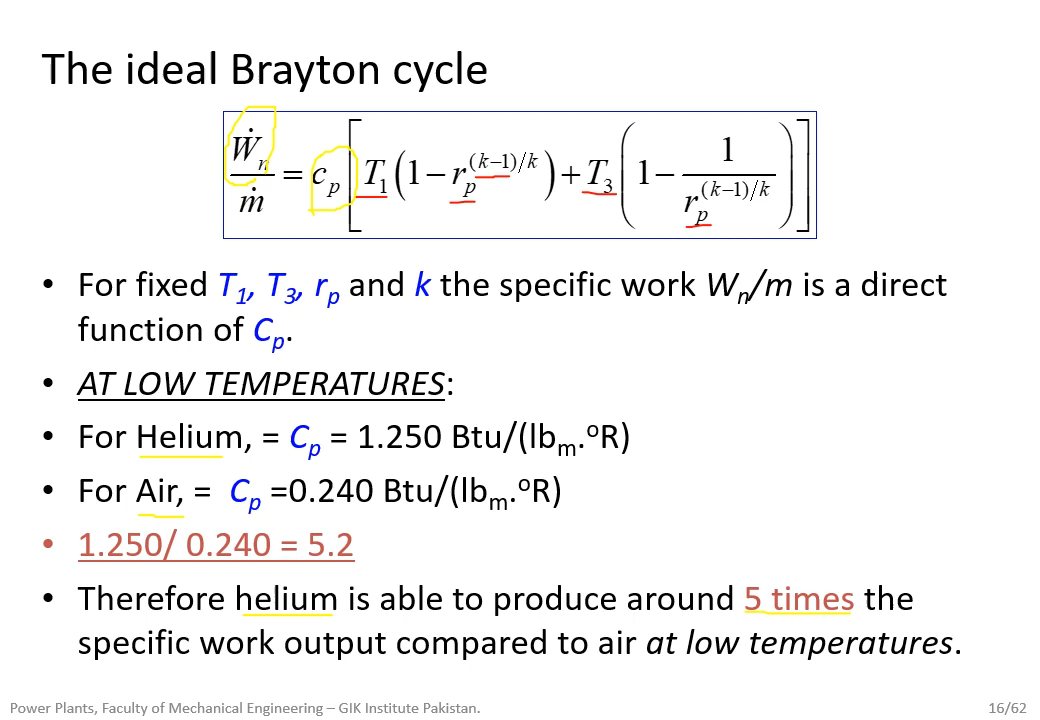 The ideal Brayton cycle
Ẇn/ṁ = cp [T1(1 − rp^(k−1)/k) + T3(1 − 1/rp^(k−1)/k)]
• For fixed T1, T3, rp and k the specific work Wn/m is a direct
function of Cp.
• AT LOW TEMPERATURES:
• For Helium, = Cp = 1.250 Btu/(lbm.oR)
• For Air, = Cp =0.240 Btu/(lbm.oR)
• 1.250/ 0.240 = 5.2
• Therefore helium is able to produce around 5 times the
specific work output compared to air at low temperatures.
Power Plants, Faculty of Mechanical Engineering – GIK Institute Pakistan. 16/62